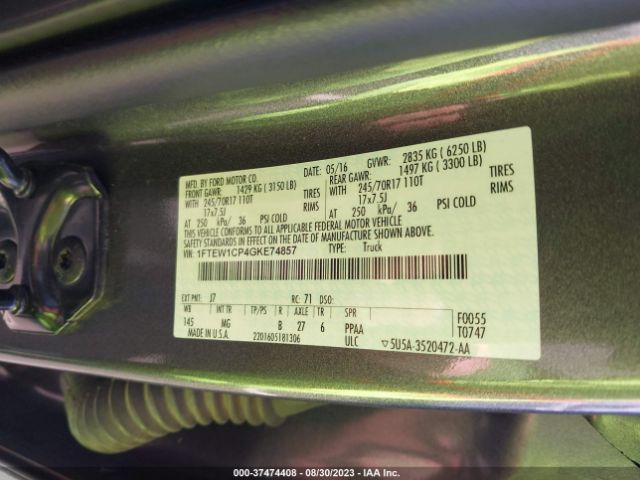 MFD. BY FORD MOTOR CO. DATE: 05/16 GVWR: 2835 KG ( 6250 LB)
FRONT GAWR: 1429 KG ( 3150 LB) REAR GAWR: 1497 KG ( 3300 LB)
WITH 245/70R17 110T TIRES WITH 245/70R17 110T TIRES
17x7.5J RIMS 17x7.5J RIMS
AT 250 kPa/ 36 PSI COLD AT 250 kPa/ 36 PSI COLD
THIS VEHICLE CONFORMS TO ALL APPLICABLE FEDERAL MOTOR VEHICLE
SAFETY STANDARDS IN EFFECT ON THE DATE OF MANUFACTURE SHOWN ABOVE.
VIN: 1FTEW1CP4GKE74857 TYPE: Truck
EXT PNT: J7 RC: 71 DSO:
WB INT TR TP/PS R AXLE TR SPR F0055
145 MG B 27 6 PPAA T0747
MADE IN U.S.A. 2201605181306 ULC 5U5A-3520472-AA
000-37474408 - 08/30/2023 - IAA Inc.